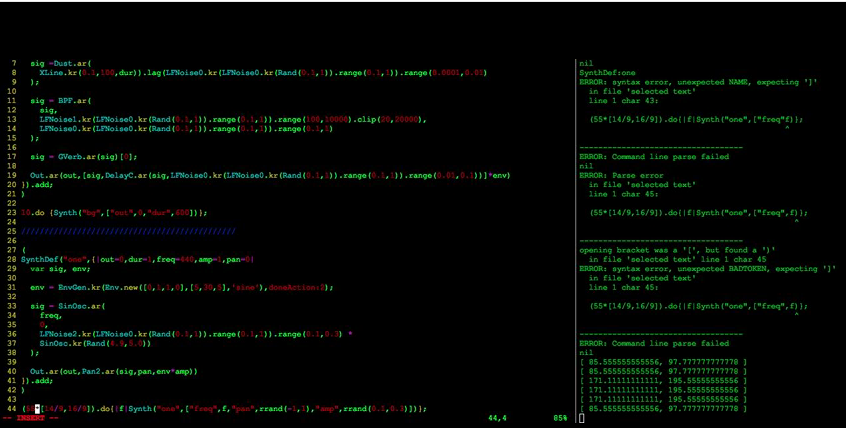 7 sig =Dust.ar(
8 XLine.kr(0.1,100,dur)).lag(LFNoise0.kr(LFNoise0.kr(Rand(0.1,1)).range(0.1,1)).range(0.0001,0.01)
9 );
10
11 sig = BPF.ar(
12 sig,
13 LFNoise1.kr(LFNoise0.kr(Rand(0.1,1)).range(0.1,1)).range(100,10000).clip(20,20000),
14 LFNoise0.kr(LFNoise0.kr(Rand(0.1,1)).range(0.1,1)).range(0.1,1)
15 );
16
17 sig = GVerb.ar(sig)[0];
18
19 Out.ar(out,[sig,DelayC.ar(sig,LFNoise0.kr(LFNoise0.kr(Rand(0.1,1)).range(0.1,1)).range(0.01,0.1))]*env)
20 }).add;
21 )
22
23 10.do {Synth("bg",["out",0,"dur",600])};
24
25 //////////////////////////////////////////////
26
27 (
28 SynthDef("one",{|out=0,dur=1,freq=440,amp=1,pan=0|
29 var sig, env;
30
31 env = EnvGen.kr(Env.new([0,1,1,0],[5,30,5],'sine'),doneAction:2);
32
33 sig = SinOsc.ar(
34 freq,
35 0,
36 LFNoise2.kr(LFNoise0.kr(Rand(0.1,1)).range(0.1,1)).range(0.1,0.3) *
37 SinOsc.kr(Rand(4.5,5.0))
38 );
39
40 Out.ar(out,Pan2.ar(sig,pan,env*amp))
41 }).add;
42 )
43
44 (55*[14/9,16/9]).do{|f|Synth("one",["freq",f,"pan",rrand(-1,1),"amp",rrand(0.1,0.3)])};
-- INSERT -- 44,4 85%
nil
SynthDef:one
ERROR: syntax error, unexpected NAME, expecting ']'
in file 'selected text'
line 1 char 43:

(55*[14/9,16/9]).do{|f|Synth("one",["freq"f)};
^

-----------------------------------
ERROR: Command line parse failed
nil
ERROR: Parse error
in file 'selected text'
line 1 char 45:

(55*[14/9,16/9]).do{|f|Synth("one",["freq",f)};
^

-----------------------------------
opening bracket was a '[', but found a ')'
in file 'selected text' line 1 char 45
ERROR: syntax error, unexpected BADTOKEN, expecting ']'
in file 'selected text'
line 1 char 45:

(55*[14/9,16/9]).do{|f|Synth("one",["freq",f)};
^

-----------------------------------
ERROR: Command line parse failed
nil
[ 85.555555555556, 97.777777777778 ]
[ 85.555555555556, 97.777777777778 ]
[ 171.11111111111, 195.55555555556 ]
[ 171.11111111111, 195.55555555556 ]
[ 171.11111111111, 195.55555555556 ]
[ 85.555555555556, 97.777777777778 ]